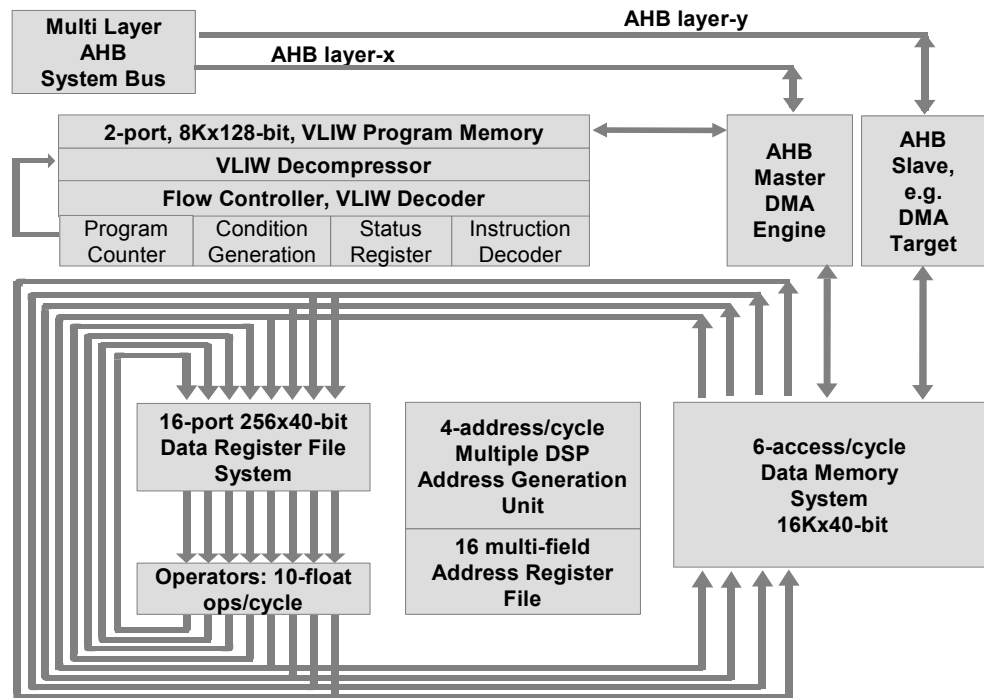 Multi Layer
AHB
System Bus
AHB layer-y
AHB layer-x
2-port, 8Kx128-bit, VLIW Program Memory
VLIW Decompressor
Flow Controller, VLIW Decoder
Program
Counter
Condition
Generation
Status
Register
Instruction
Decoder
AHB
Master
DMA
Engine
AHB
Slave,
e.g.
DMA
Target
16-port 256x40-bit
Data Register File
System
4-address/cycle
Multiple DSP
Address Generation
Unit
16 multi-field
Address Register
File
6-access/cycle
Data Memory
System
16Kx40-bit
Operators: 10-float
ops/cycle